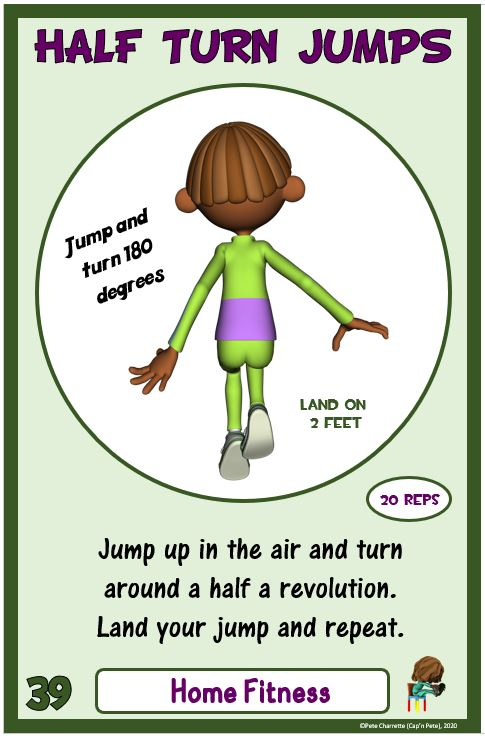 HALF TURN JUMPS
Jump and
turn 180
degrees
LAND ON
2 FEET
20 REPS
Jump up in the air and turn
around a half a revolution.
Land your jump and repeat.
39
Home Fitness
©Pete Charrette (Cap'n Pete), 2020